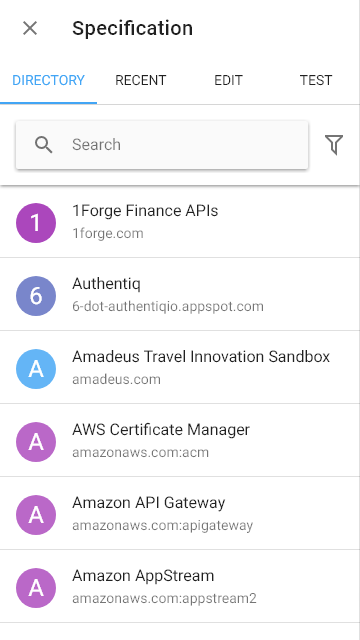 Specification
DIRECTORY RECENT EDIT TEST
Search
1
1Forge Finance APIs
1forge.com
6
Authentiq
6-dot-authentiqio.appspot.com
A
Amadeus Travel Innovation Sandbox
amadeus.com
A
AWS Certificate Manager
amazonaws.com:acm
A
Amazon API Gateway
amazonaws.com:apigateway
A
Amazon AppStream
amazonaws.com:appstream2